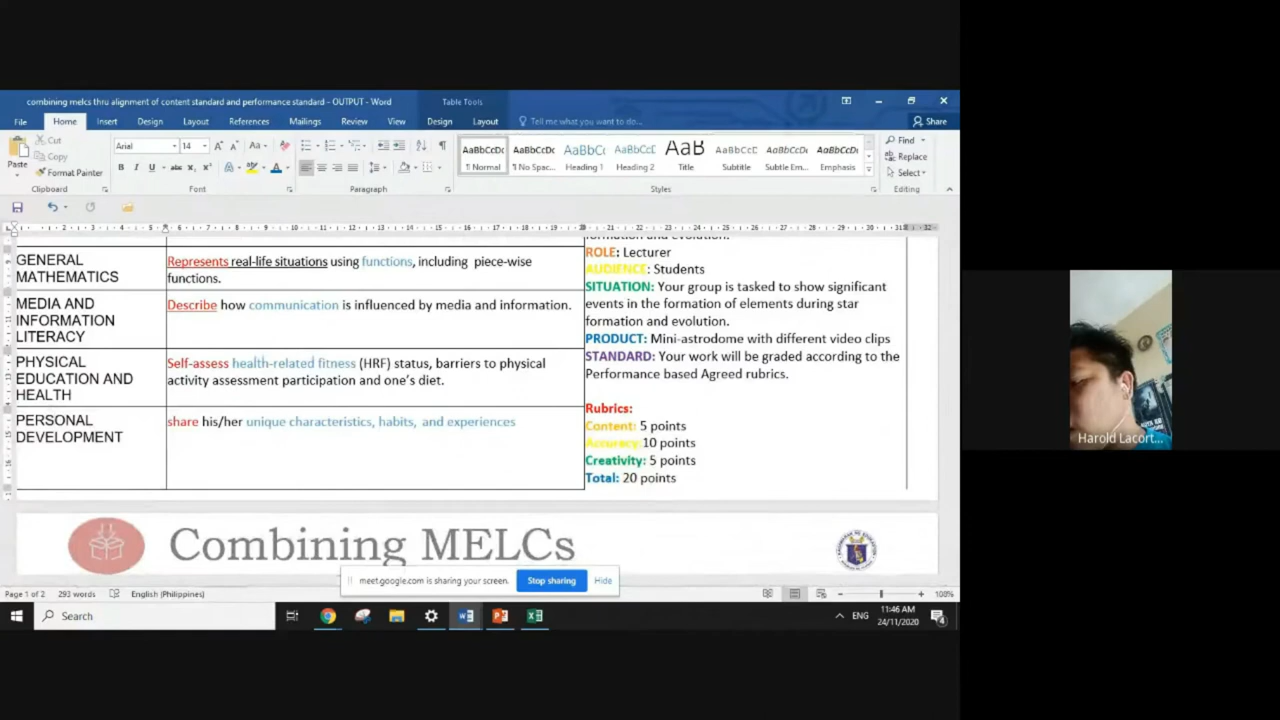 combining melcs thru alignment of content standard and performance standard - OUTPUT - Word
Table Tools
File
Home
Insert
Design
Layout
References
Mailings
Review
View
Design
Layout
Tell me what you want to do...
Share
Paste
Cut
Copy
Format Painter
Clipboard
Arial
14
Font
Paragraph
AaBbCcDc
¶ Normal
AaBbCcDc
¶ No Spac...
AaBbCc
Heading 1
AaBbCcD
Heading 2
AaB
Title
AaBbCcD
Subtitle
AaBbCcDt
Subtle Em...
AaBbCcDt
Emphasis
Styles
Find
Replace
Select
Editing
GENERAL
MATHEMATICS
Represents real-life situations using functions, including piece-wise
functions.
MEDIA AND
INFORMATION
LITERACY
Describe how communication is influenced by media and information.
PHYSICAL
EDUCATION AND
HEALTH
Self-assess health-related fitness (HRF) status, barriers to physical
activity assessment participation and one's diet.
PERSONAL
DEVELOPMENT
share his/her unique characteristics, habits, and experiences
formation and evolution.
ROLE: Lecturer
AUDIENCE: Students
SITUATION: Your group is tasked to show significant
events in the formation of elements during star
formation and evolution.
PRODUCT: Mini-astrodome with different video clips
STANDARD: Your work will be graded according to the
Performance based Agreed rubrics.
Rubrics:
Content: 5 points
Accuracy: 10 points
Creativity: 5 points
Total: 20 points
Combining MELCs
meet.google.com is sharing your screen.
Stop sharing
Hide
Page 1 of 2
293 words
English (Philippines)
100%
Search
ENG
11:46 AM
24/11/2020
4
Harold Lacort...